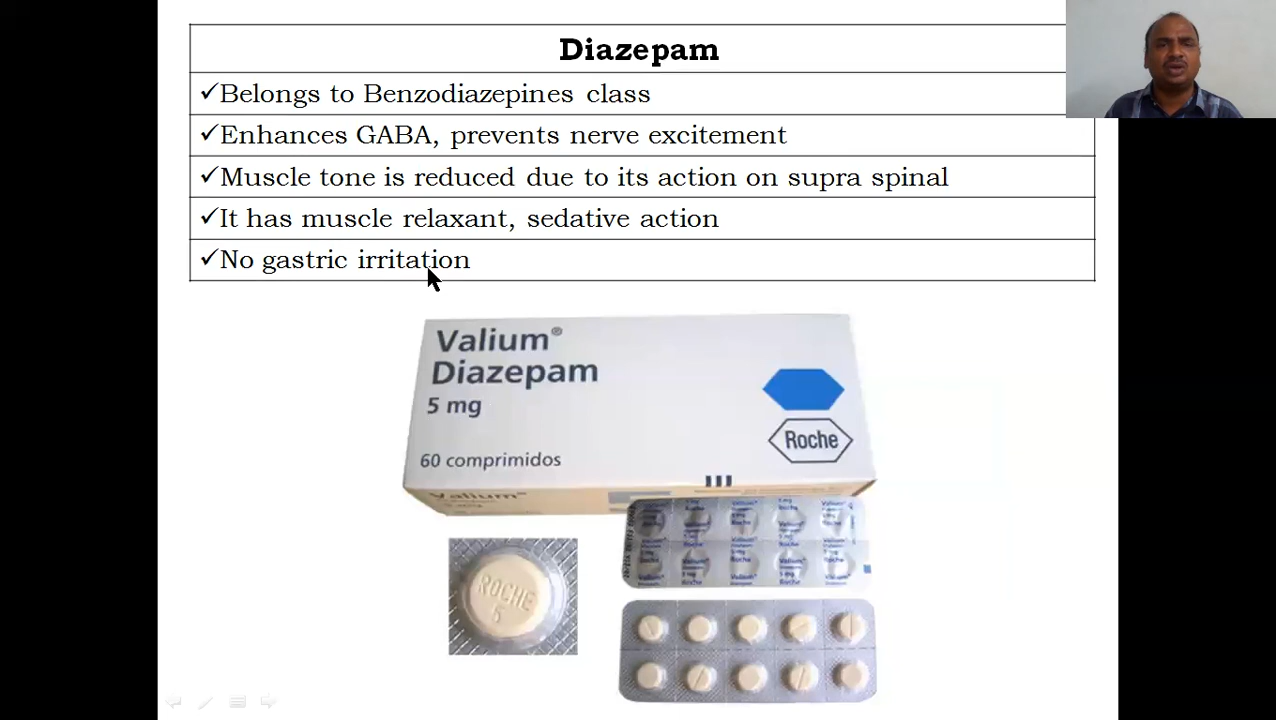 Diazepam
✓Belongs to Benzodiazepines class
✓Enhances GABA, prevents nerve excitement
✓Muscle tone is reduced due to its action on supra spinal
✓It has muscle relaxant, sedative action
✓No gastric irritation
Valium®
Diazepam
5 mg
Roche
60 comprimidos
Valium®
ROCHE
5